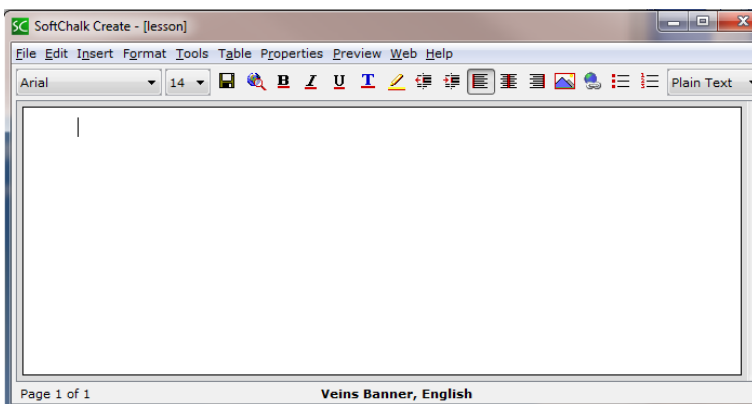 SC SoftChalk Create - [lesson]
File Edit Insert Format Tools Table Properties Preview Web Help
Arial 14 B I U T Plain Text
Page 1 of 1 Veins Banner, English